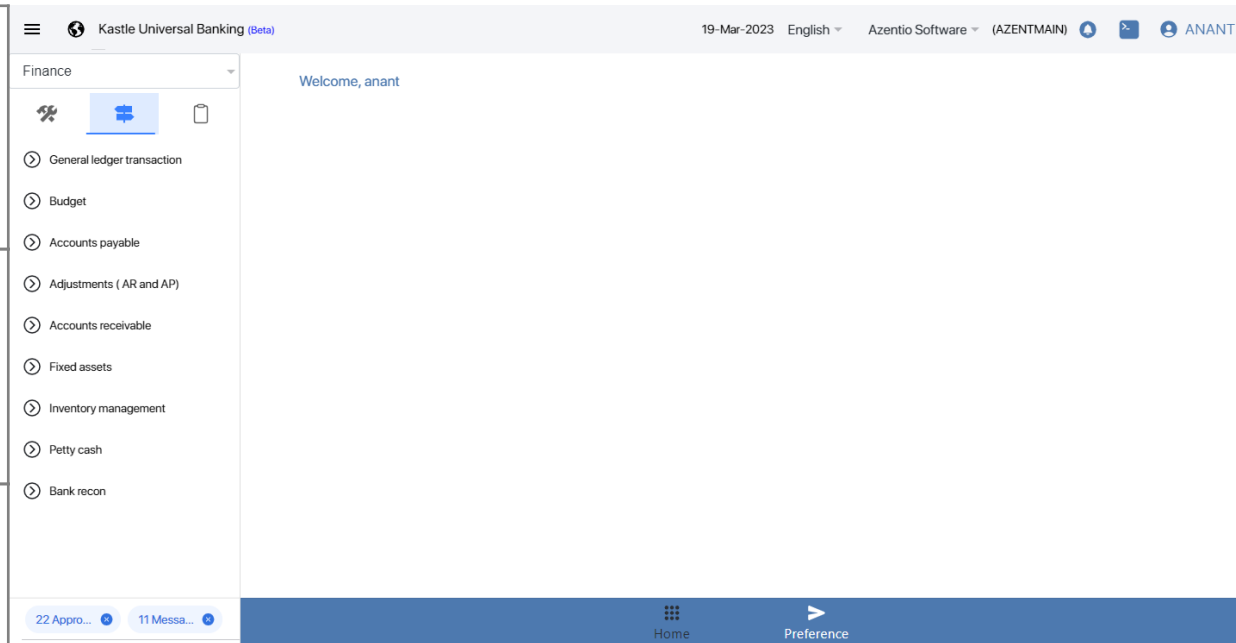 Kastle Universal Banking (Beta) 19-Mar-2023 English Azentio Software (AZENTMAIN) ANANT
Finance
Welcome, anant
General ledger transaction
Budget
Accounts payable
Adjustments ( AR and AP)
Accounts receivable
Fixed assets
Inventory management
Petty cash
Bank recon
22 Appro... 11 Messa...
Home Preference